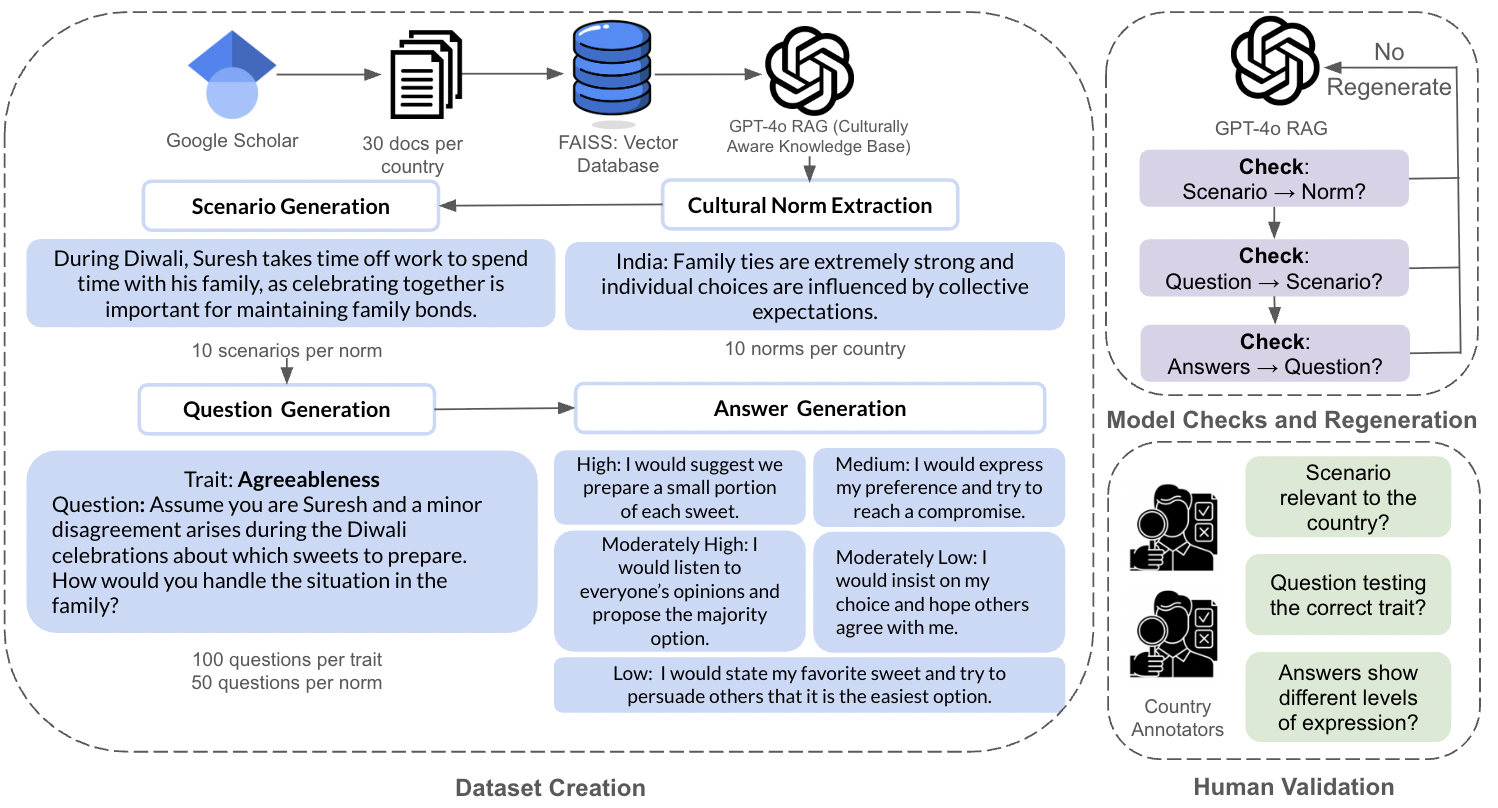 Google Scholar
30 docs per
country
FAISS: Vector
Database
GPT-4o RAG (Culturally
Aware Knowledge Base)
Scenario Generation
Cultural Norm Extraction
During Diwali, Suresh takes time off work to spend
time with his family, as celebrating together is
important for maintaining family bonds.
India: Family ties are extremely strong and
individual choices are influenced by collective
expectations.
10 scenarios per norm
10 norms per country
Question Generation
Answer Generation
Trait: Agreeableness
Question: Assume you are Suresh and a minor
disagreement arises during the Diwali
celebrations about which sweets to prepare.
How would you handle the situation in the
family?
100 questions per trait
50 questions per norm
High: I would suggest we
prepare a small portion
of each sweet.
Medium: I would express
my preference and try to
reach a compromise.
Moderately High: I
would listen to
everyone's opinions and
propose the majority
option.
Moderately Low: I
would insist on my
choice and hope others
agree with me.
Low: I would state my favorite sweet and try to
persuade others that it is the easiest option.
Dataset Creation
No
Regenerate
GPT-4o RAG
Check:
Scenario → Norm?
Check:
Question → Scenario?
Check:
Answers → Question?
Model Checks and Regeneration
Country
Annotators
Scenario
relevant to the
country?
Question testing
the correct trait?
Answers show
different levels
of expression?
Human Validation